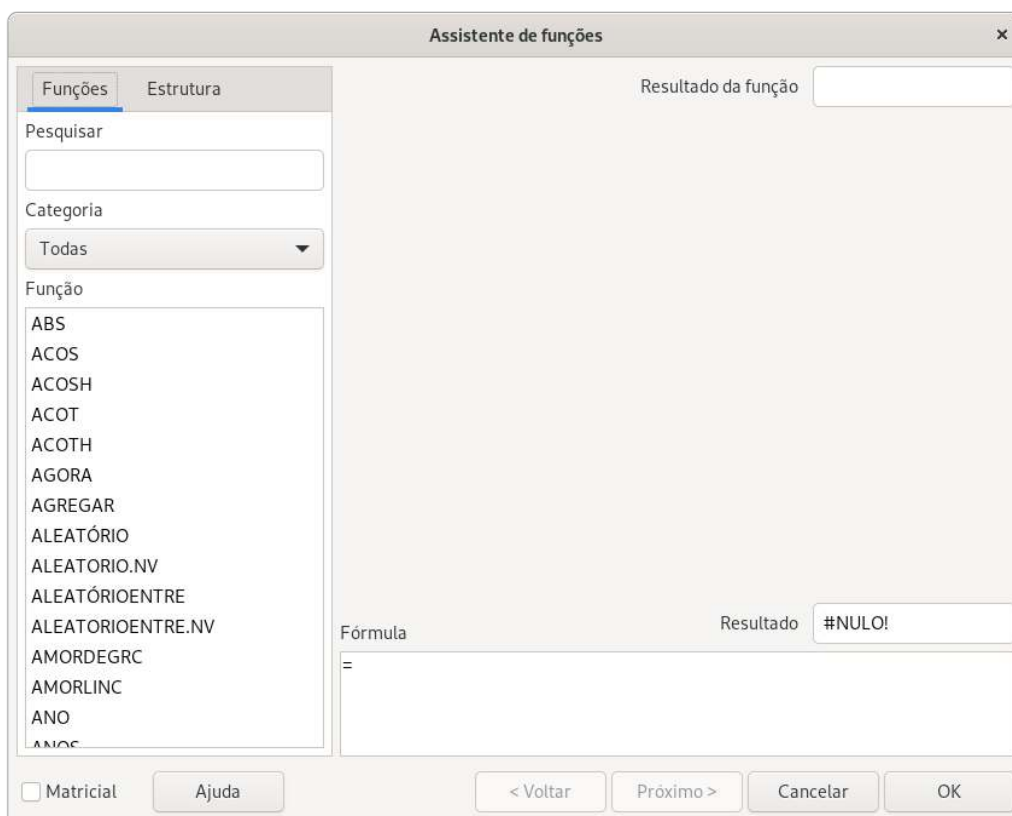 Assistente de funções ×
Funções Estrutura
Resultado da função
Pesquisar
Categoria
Todas
Função
ABS
ACOS
ACOSH
ACOT
ACOTH
AGORA
AGREGAR
ALEATÓRIO
ALEATORIO.NV
ALEATÓRIOENTRE
ALEATORIOENTRE.NV
AMORDEGRC
AMORLINC
ANO
ANOS
Fórmula
Resultado #NULO!
=
Matricial Ajuda < Voltar Próximo > Cancelar OK